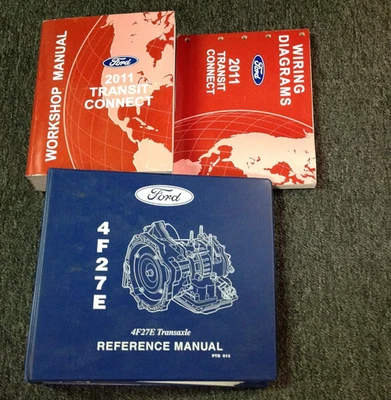 WORKSHOP MANUAL
Ford
2011
TRANSIT
CONNECT
WIRING
DIAGRAMS
Ford
2011
TRANSIT
CONNECT
Ford
4F27E
4F27E Transaxle
REFERENCE MANUAL